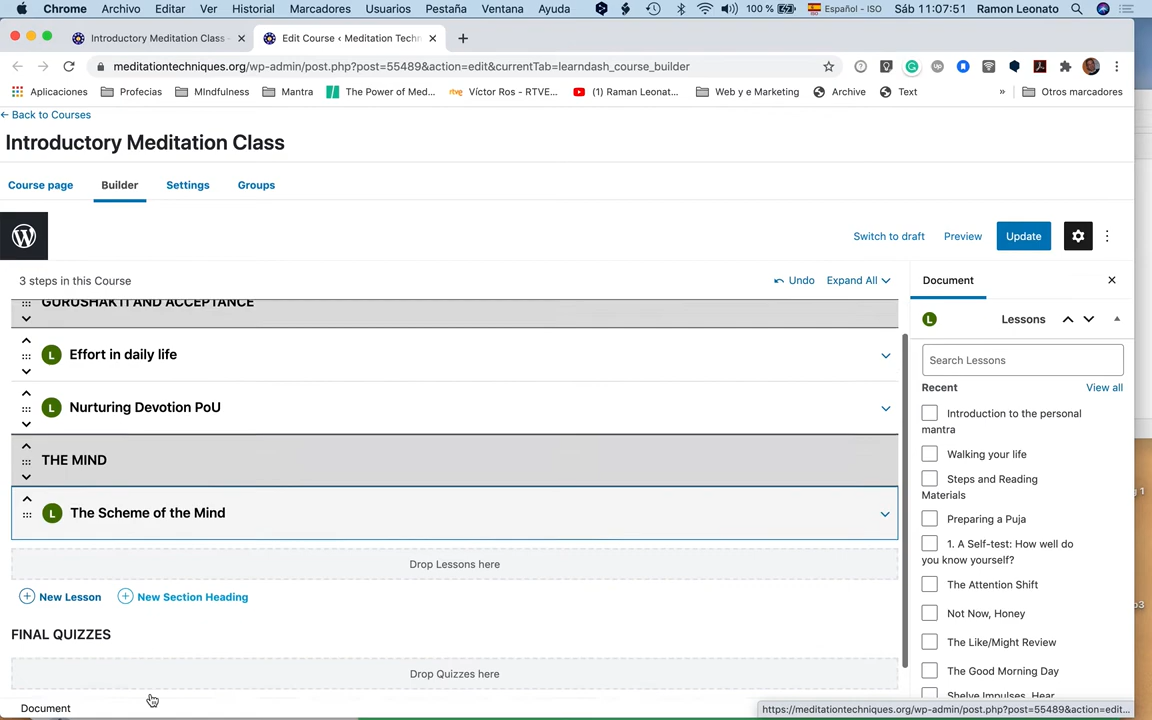 Chrome Archivo Editar Ver Historial Marcadores Usuarios Pestaña Ventana Ayuda 100 % Español - ISO Sáb 11:07:51 Ramon Leonato
Introductory Meditation Class - Edit Course ‹ Meditation Techn
meditationtechniques.org/wp-admin/post.php?post=55489&action=edit&currentTab=learndash_course_builder
Aplicaciones Profecias MIndfulness Mantra The Power of Med... Víctor Ros - RTVE... (1) Raman Leonat... Web y e Marketing Archive Text » Otros marcadores
← Back to Courses
Introductory Meditation Class
Course page Builder Settings Groups
Switch to draft Preview Update
3 steps in this Course Undo Expand All Document
GURUSHAKTI AND ACCEPTANCE
L Lessons
L Effort in daily life
Search Lessons
Recent View all
L Nurturing Devotion PoU
Introduction to the personal
mantra
THE MIND
Walking your life
Steps and Reading
Materials
L The Scheme of the Mind
Preparing a Puja
1. A Self-test: How well do
you know yourself?
Drop Lessons here
The Attention Shift
New Lesson New Section Heading
Not Now, Honey
FINAL QUIZZES
The Like/Might Review
Drop Quizzes here
The Good Morning Day
Shelve Impulses, Hear
Document
https://meditationtechniques.org/wp-admin/post.php?post=55489&action=edit...
g 1
p3